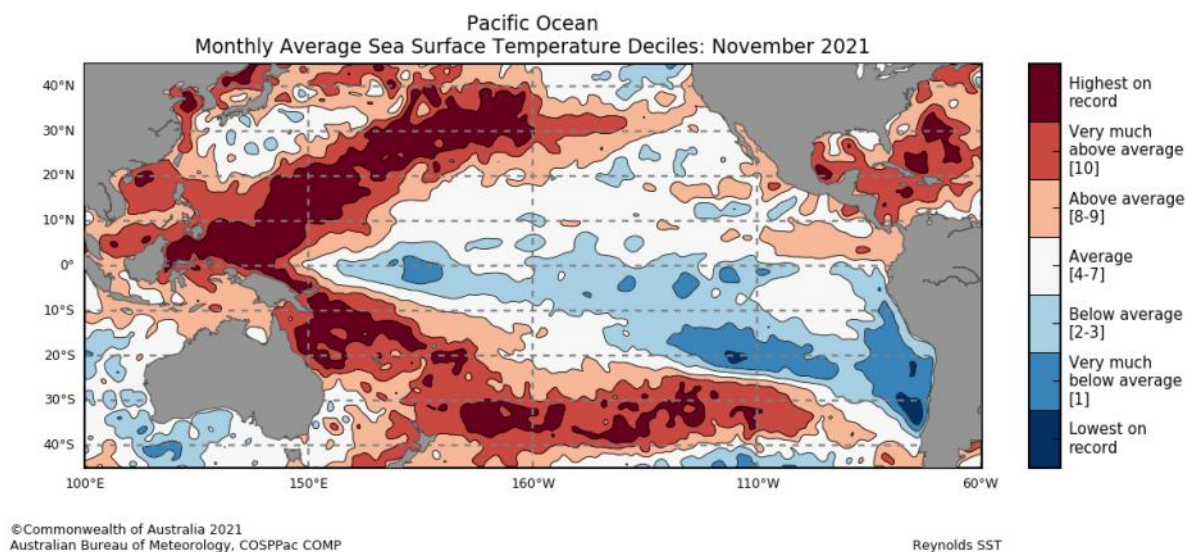 Pacific Ocean
Monthly Average Sea Surface Temperature Deciles: November 2021
40°N
30°N
20°N
10°N
0°
10°S
20°S
30°S
40°S
100°E
150°E
160°W
110°W
60°W
Highest on
record
Very much
above average
[10]
Above average
[8-9]
Average
[4-7]
Below average
[2-3]
Very much
below average
[1]
Lowest on
record
©Commonwealth of Australia 2021
Australian Bureau of Meteorology, COSPPac COMP
Reynolds SST